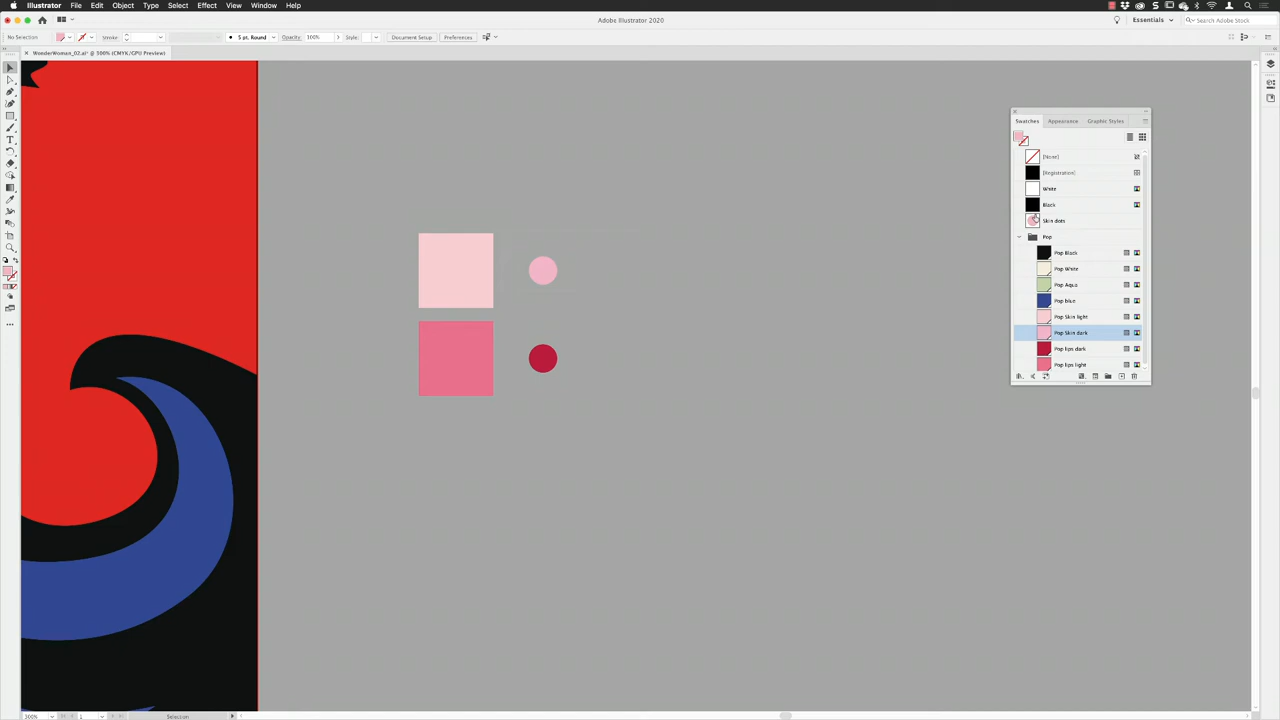 Illustrator File Edit Object Type Select Effect View Window Help
Adobe Illustrator 2020
Essentials
Search Adobe Stock
No Selection
Stroke:
5 pt. Round
Opacity:
100%
Style:
Document Setup
Preferences
WonderWoman_02.ai* @ 300% (CMYK/GPU Preview)
Swatches
Appearance
Graphic Styles
[None]
[Registration]
White
Black
Skin dots
Pop
Pop Black
Pop White
Pop Aqua
Pop blue
Pop Skin light
Pop Skin dark
Pop lips dark
Pop lips light
300%
1
Selection